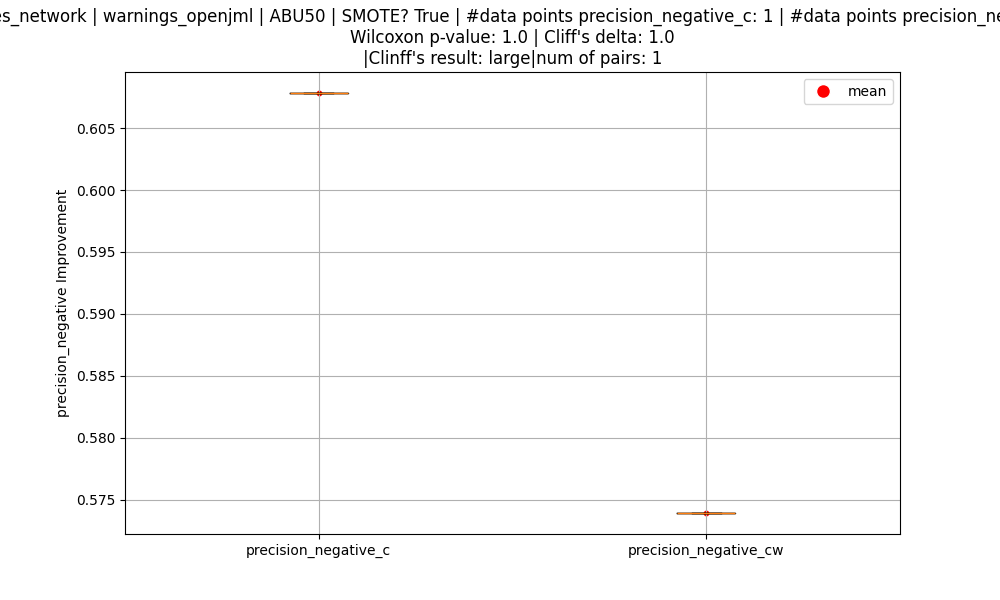 es_network | warnings_openjml | ABU50 | SMOTE? True | #data points precision_negative_c: 1 | #data points precision_ne
Wilcoxon p-value: 1.0 | Cliff's delta: 1.0
|Clinff's result: large|num of pairs: 1
mean
0.605
0.600
0.595
0.590
0.585
0.580
0.575
precision_negative Improvement
precision_negative_c
precision_negative_cw